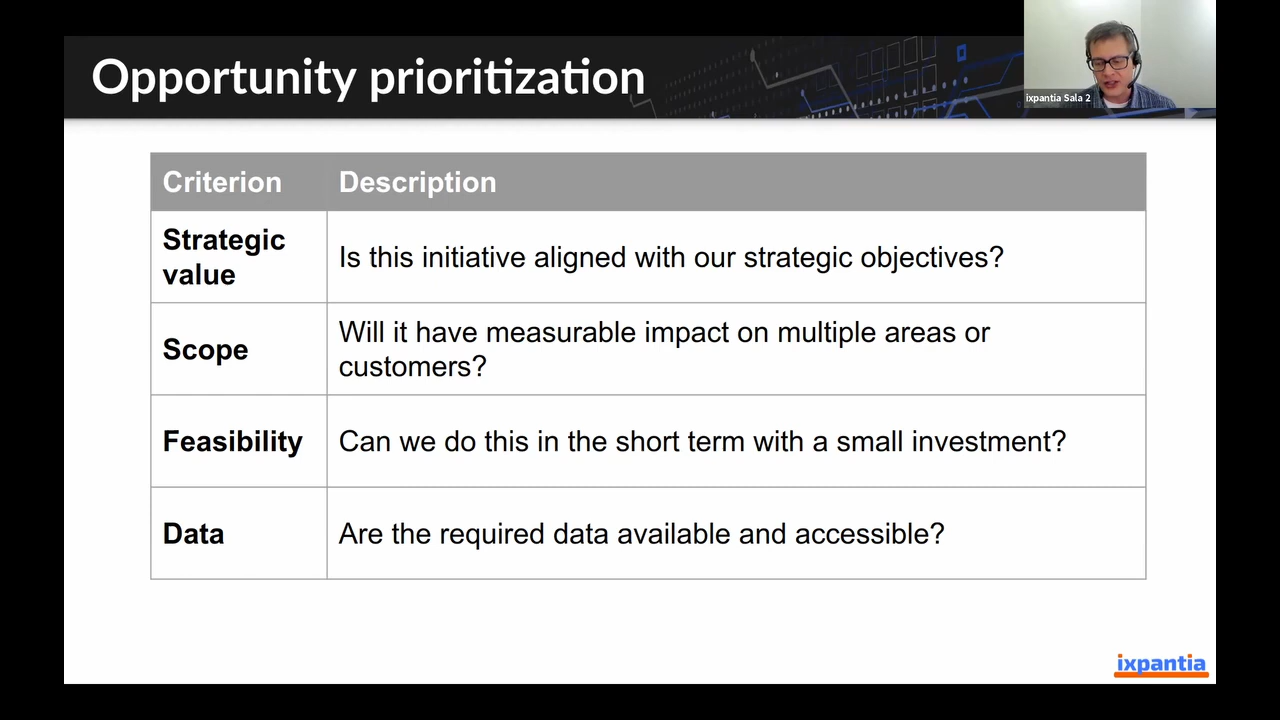 Opportunity prioritization
ixpantia Sala 2
Criterion
Description
Strategic
value
Is this initiative aligned with our strategic objectives?
Scope
Will it have measurable impact on multiple areas or
customers?
Feasibility
Can we do this in the short term with a small investment?
Data
Are the required data available and accessible?
ixpantia